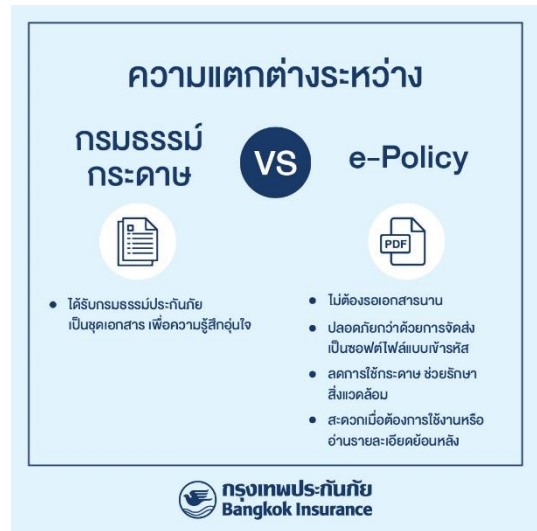 ความแตกต่างระหว่าง
กรมธรรม์
กระดาษ
VS
e-Policy
PDF
• ได้รับกรมธรรม์ประกันภัย
เป็นชุดเอกสาร เพื่อความรู้สึกอุ่นใจ
• ไม่ต้องรอเอกสารนาน
• ปลอดภัยกว่าด้วยการจัดส่ง
เป็นซอฟต์ไฟล์แบบเข้ารหัส
• ลดการใช้กระดาษ ช่วยรักษา
สิ่งแวดล้อม
• สะดวกเมื่อต้องการใช้งานหรือ
อ่านรายละเอียดย้อนหลัง
กรุงเทพประกันภัย
Bangkok Insurance